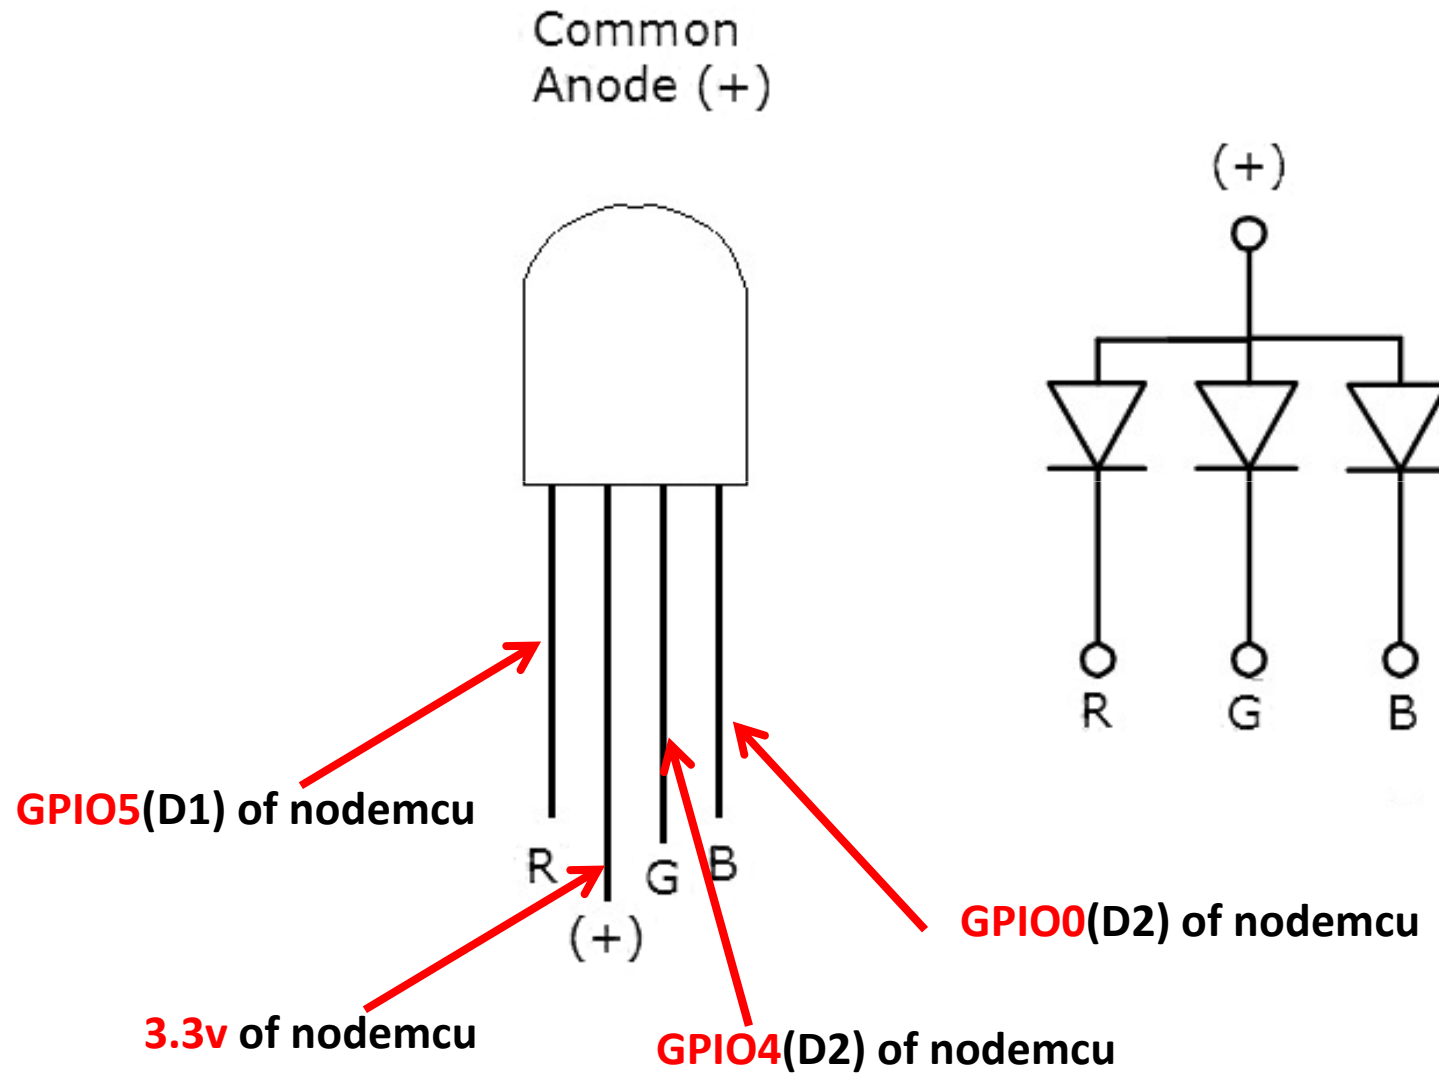 Common
Anode (+)
(+)
R
G
B
GPIO5(D1) of nodemcu
R
G
B
(+)
GPIO0(D2) of nodemcu
3.3v of nodemcu
GPIO4(D2) of nodemcu